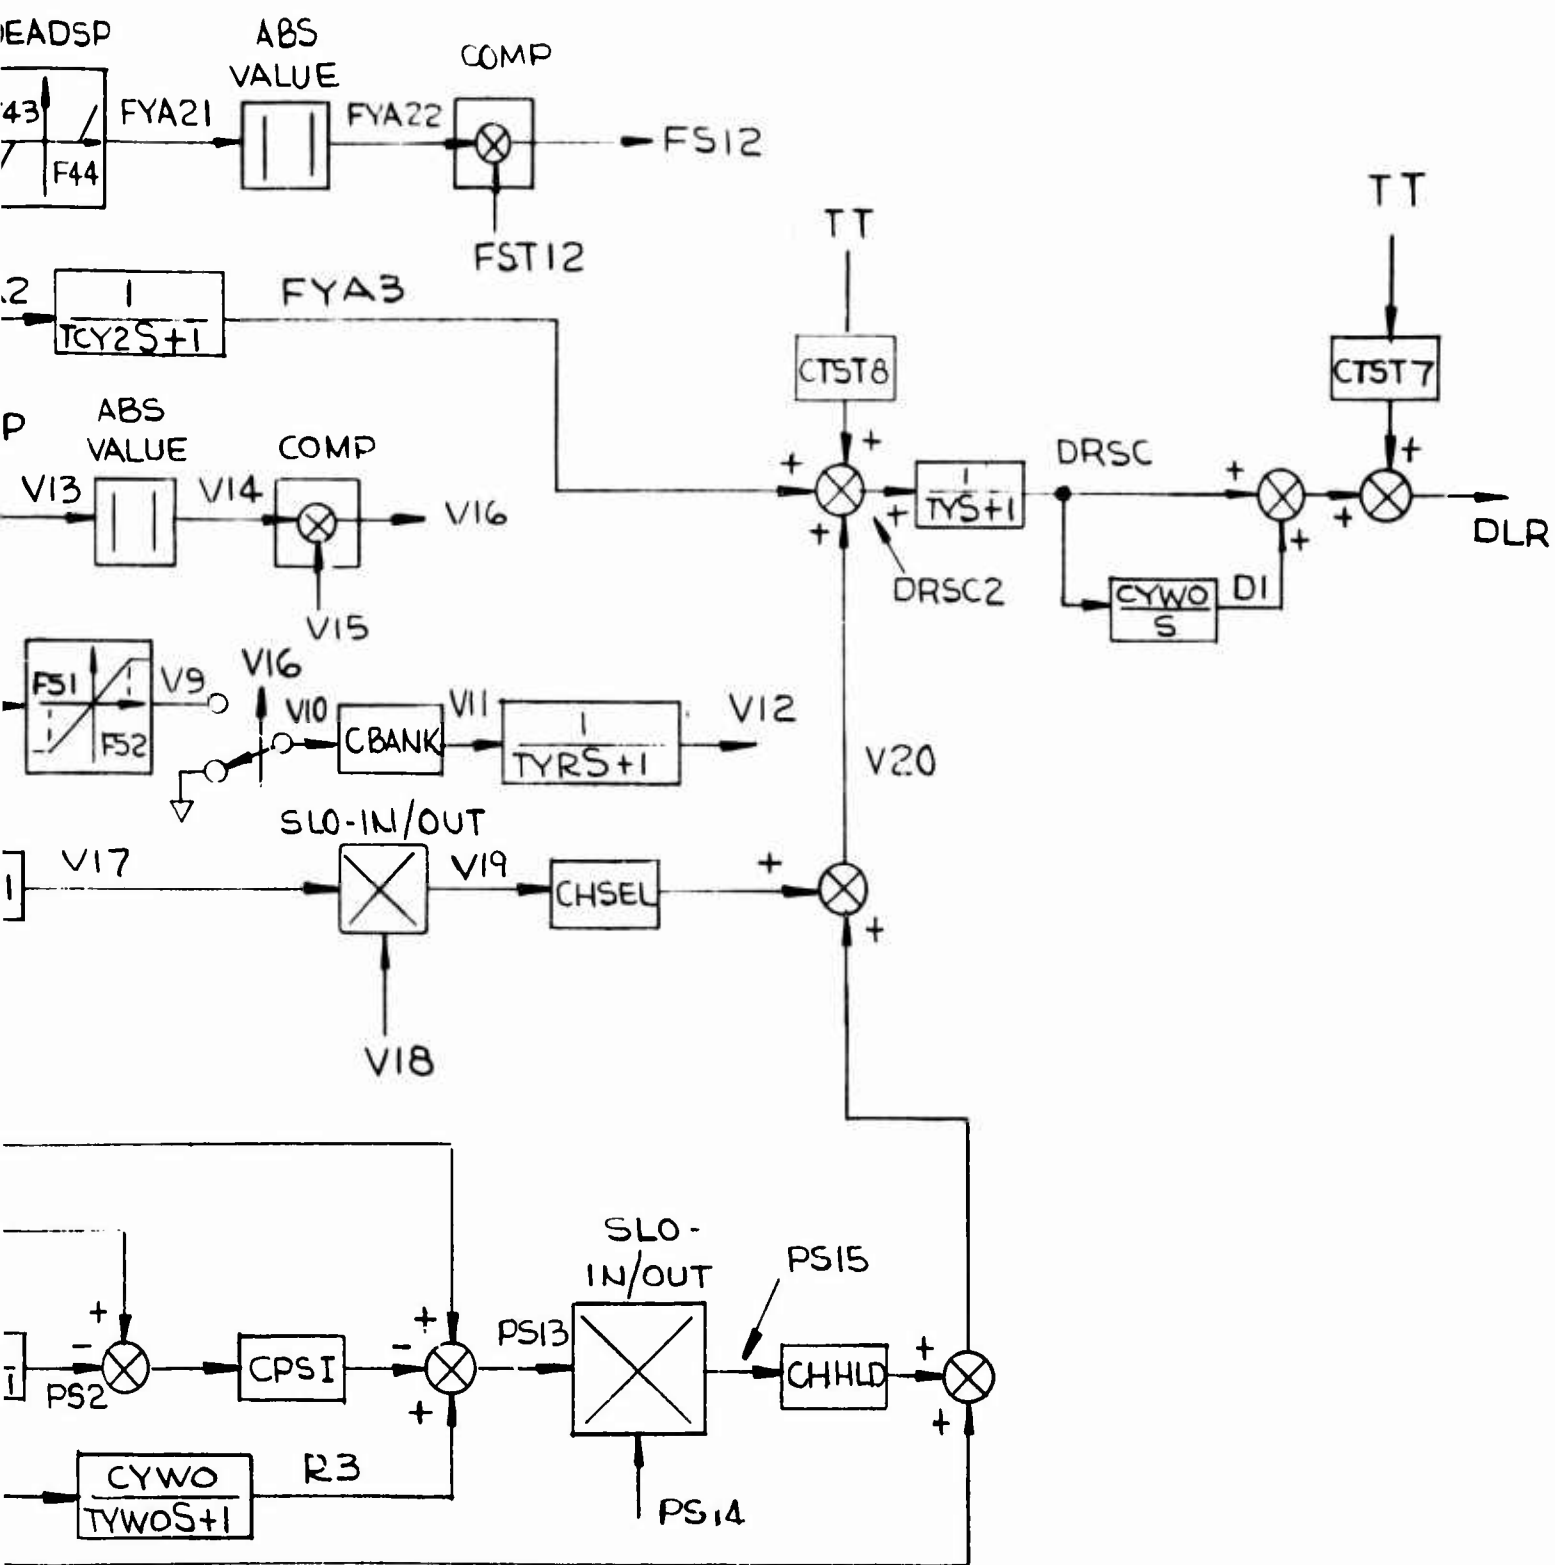 DEADSP
ABS
VALUE
COMP
F43
F44
FYA21
FYA22
FS12
FST12
TT
TT
1
TCY2S+1
FYA3
CTST8
CTST7
P
ABS
VALUE
COMP
V13
V14
V16
V15
+
+
+
+
1
TYS+1
DRSC
DRSC2
+
+
+
+
DLR
CYWO
S
D1
F51
F52
V9
V16
V10
CBANK
V11
1
TYRS+1
V12
V20
SLO-IN/OUT
V17
V19
CHSEL
+
+
V18
SLO-
IN/OUT
PS15
+
-
PS2
CPSI
+
-
+
PS13
CHHLD
+
+
CYWO
TYWOS+1
R3
PS14